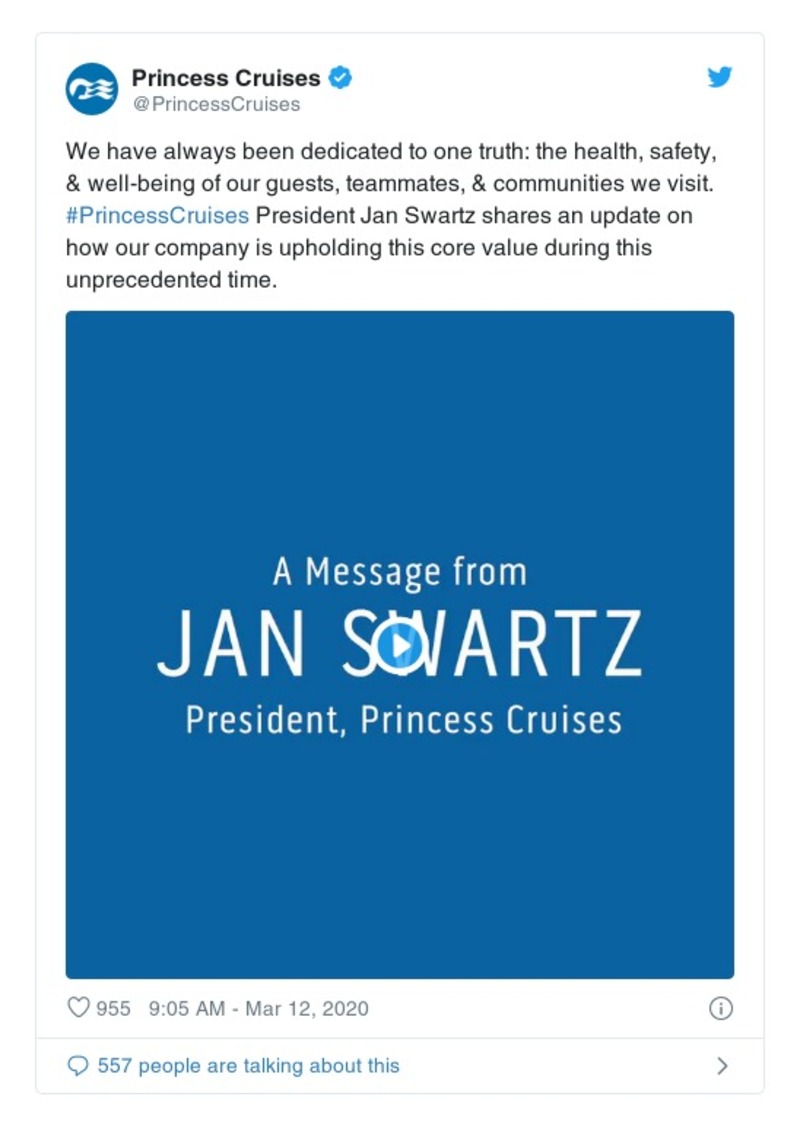 Princess Cruises
@PrincessCruises
We have always been dedicated to one truth: the health, safety,
& well-being of our guests, teammates, & communities we visit.
#PrincessCruises President Jan Swartz shares an update on
how our company is upholding this core value during this
unprecedented time.
A Message from
JAN SWARTZ
President, Princess Cruises
955 9:05 AM - Mar 12, 2020
557 people are talking about this